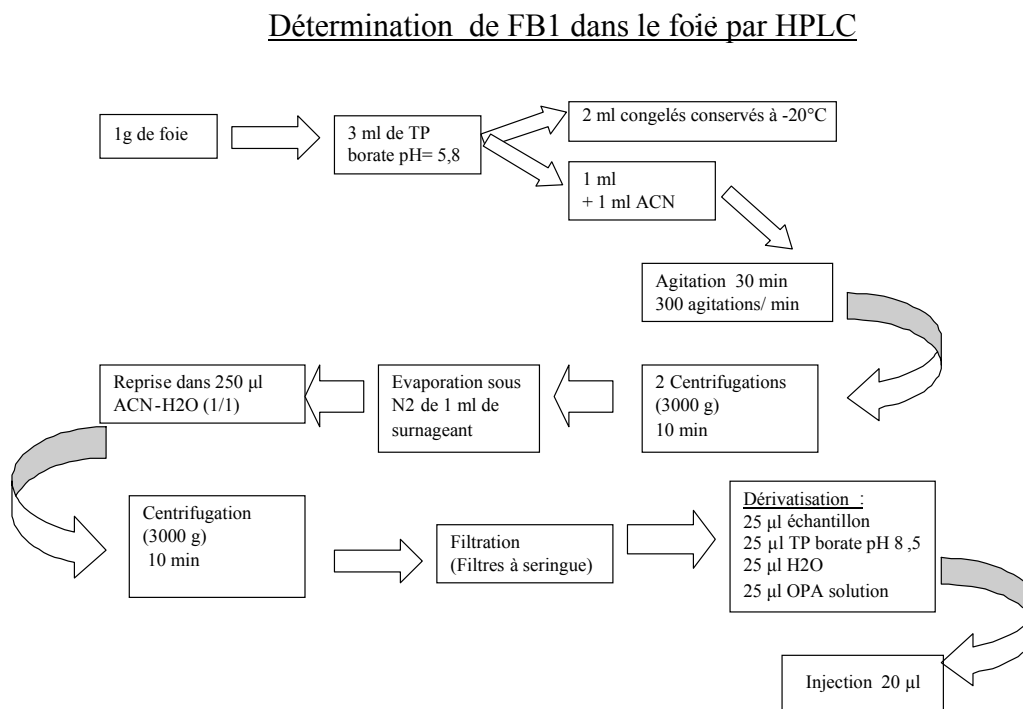 Détermination de FB1 dans le foie par HPLC
1g de foie
3 ml de TP
borate pH= 5,8
2 ml congelés conservés à -20°C
1 ml
+ 1 ml ACN
Agitation 30 min
300 agitations/ min
2 Centrifugations
(3000 g)
10 min
Evaporation sous
N2 de 1 ml de
surnageant
Reprise dans 250 µl
ACN-H2O (1/1)
Centrifugation
(3000 g)
10 min
Filtration
(Filtres à seringue)
Dérivatisation :
25 µl échantillon
25 µl TP borate pH 8 ,5
25 µl H2O
25 µl OPA solution
Injection 20 µl